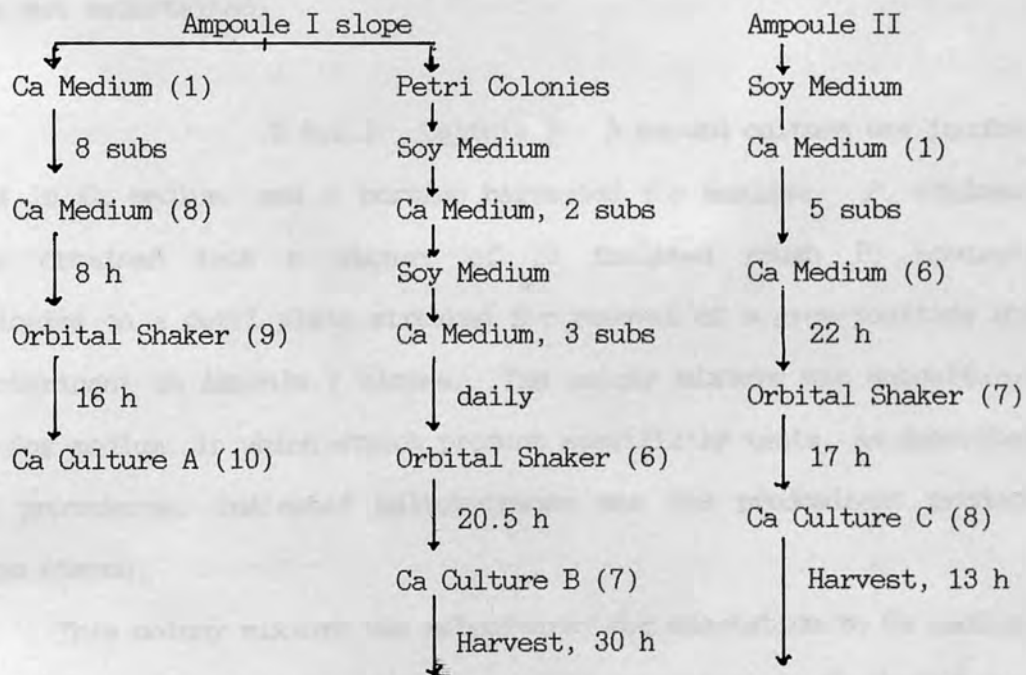 Ampoule I slope
Ampoule II
Ca Medium (1)
Petri Colonies
Soy Medium
8 subs
Soy Medium
Ca Medium (1)
Ca Medium (8)
Ca Medium, 2 subs
5 subs
8 h
Soy Medium
Ca Medium (6)
Orbital Shaker (9)
Ca Medium, 3 subs
22 h
16 h
daily
Orbital Shaker (7)
Ca Culture A (10)
Orbital Shaker (6)
17 h
20.5 h
Ca Culture C (8)
Ca Culture B (7)
Harvest, 13 h
Harvest, 30 h